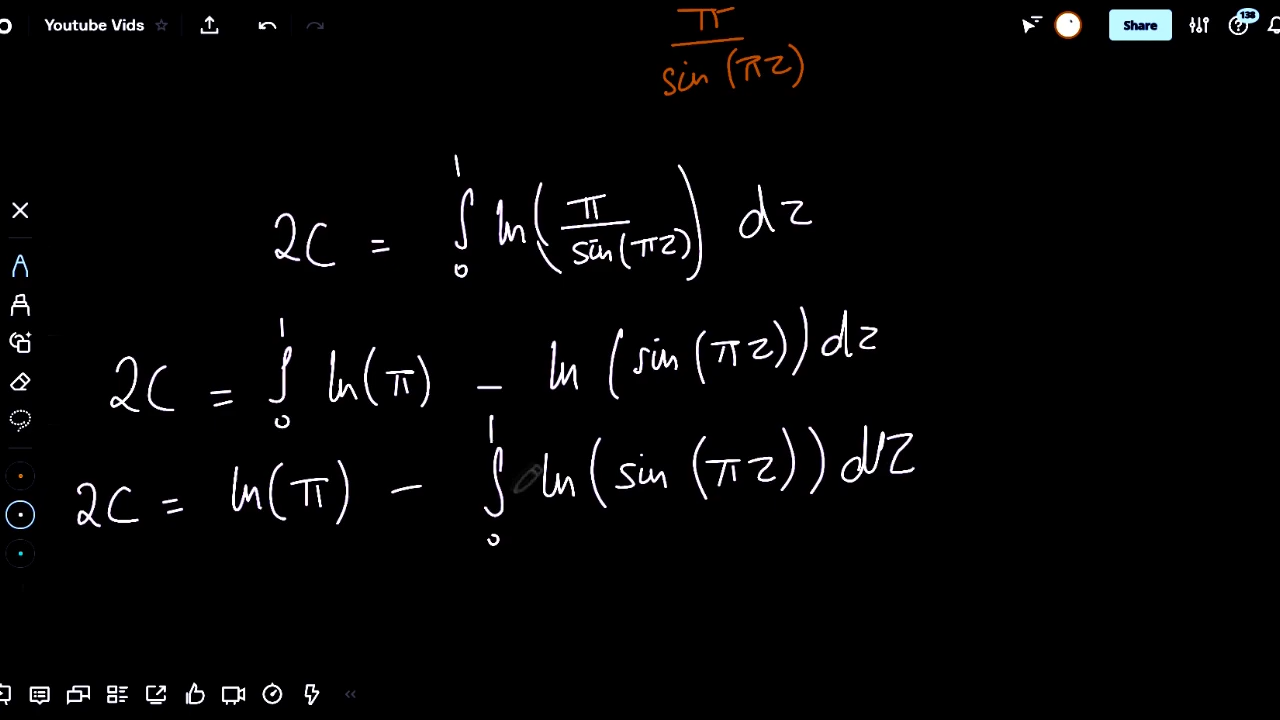 Youtube Vids
Share
138
π
sin (πz)
2C = ∫₀¹ ln(π/sin(πz)) dz
2C = ∫₀¹ ln(π) - ln (sin (πz)) dz
2C = ln(π) - ∫₀¹ ln(sin (πz)) dz